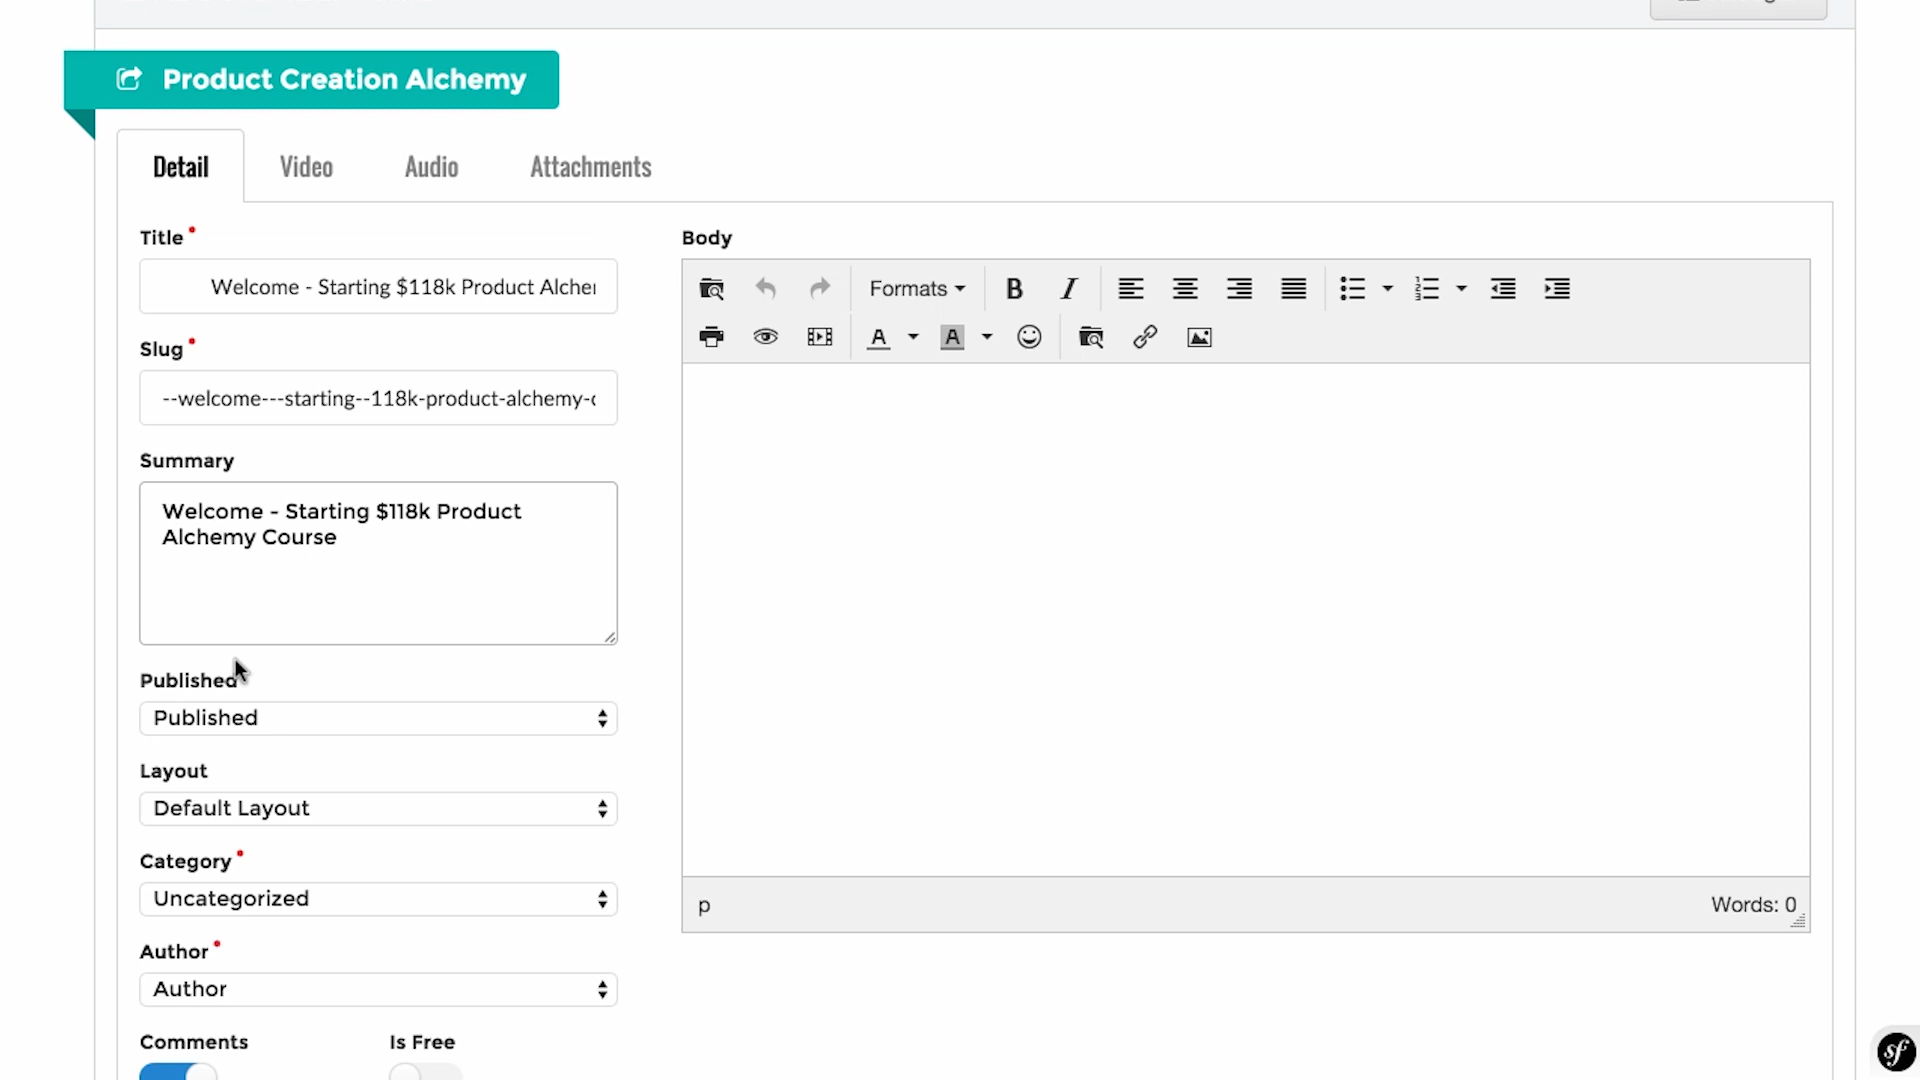 Product Creation Alchemy
Detail
Video
Audio
Attachments
Title
Welcome - Starting $118k Product Alche
Slug
--welcome---starting--118k-product-alchemy-
Summary
Welcome - Starting $118k Product
Alchemy Course
Published
Published
Layout
Default Layout
Category
Uncategorized
Author
Author
Comments
Is Free
Body
Formats
B
I
A
A
p
Words: 0
sf